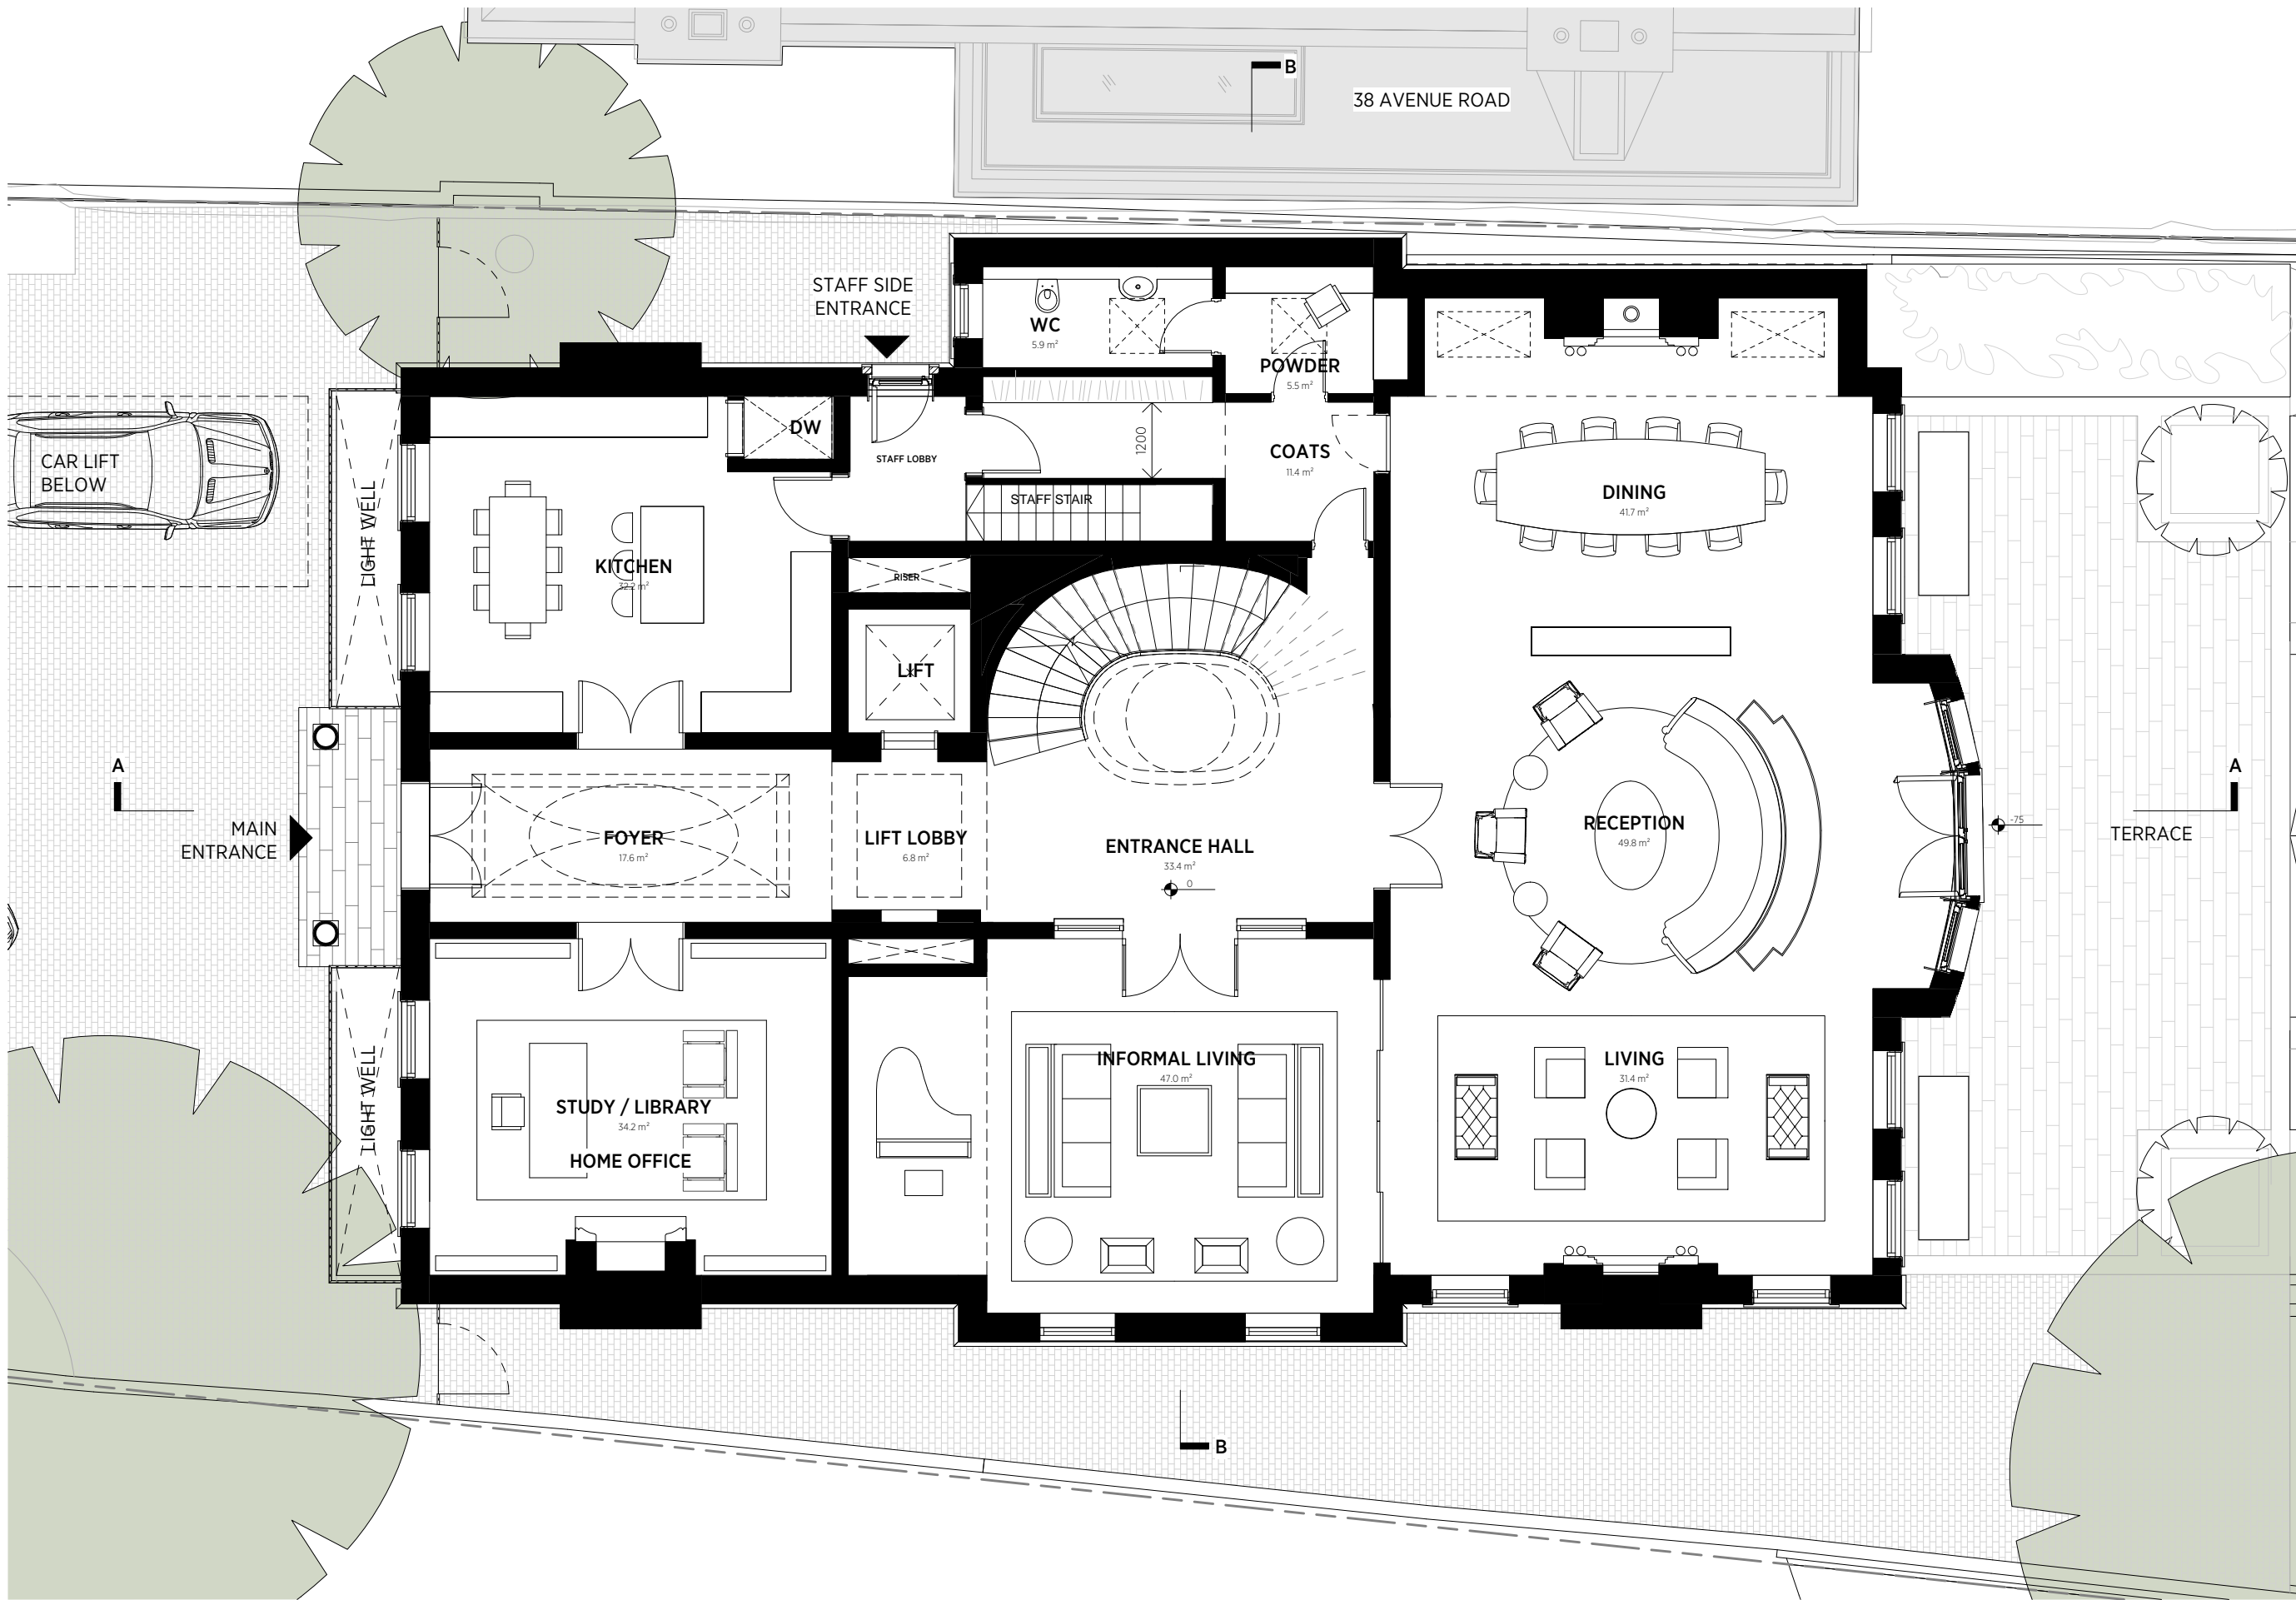 B
38 AVENUE ROAD
STAFF SIDE
ENTRANCE
WC
5.9 m²
POWDER
5.5 m²
CAR LIFT
BELOW
LIGHT WELL
DW
STAFF LOBBY
1200
COATS
11.4 m²
STAFF STAIR
DINING
41.7 m²
KITCHEN
32.2 m²
RISER
LIFT
A
A
MAIN
ENTRANCE
FOYER
17.6 m²
LIFT LOBBY
6.8 m²
ENTRANCE HALL
33.4 m²
0
RECEPTION
49.8 m²
-75
TERRACE
LIGHT WELL
STUDY / LIBRARY
34.2 m²
HOME OFFICE
INFORMAL LIVING
47.0 m²
LIVING
31.4 m²
B